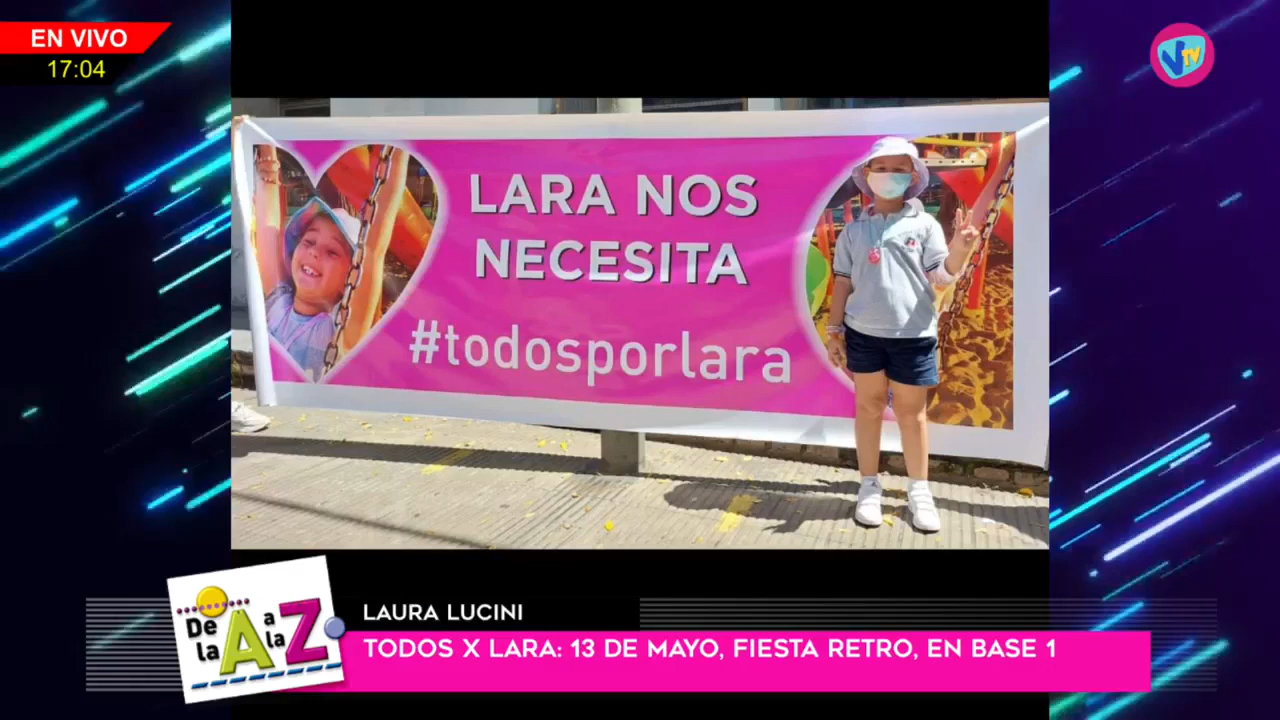 EN VIVO
17:04
VTV
LARA NOS
NECESITA
#todosporlara
De la A a la Z
LAURA LUCINI
TODOS X LARA: 13 DE MAYO, FIESTA RETRO, EN BASE 1